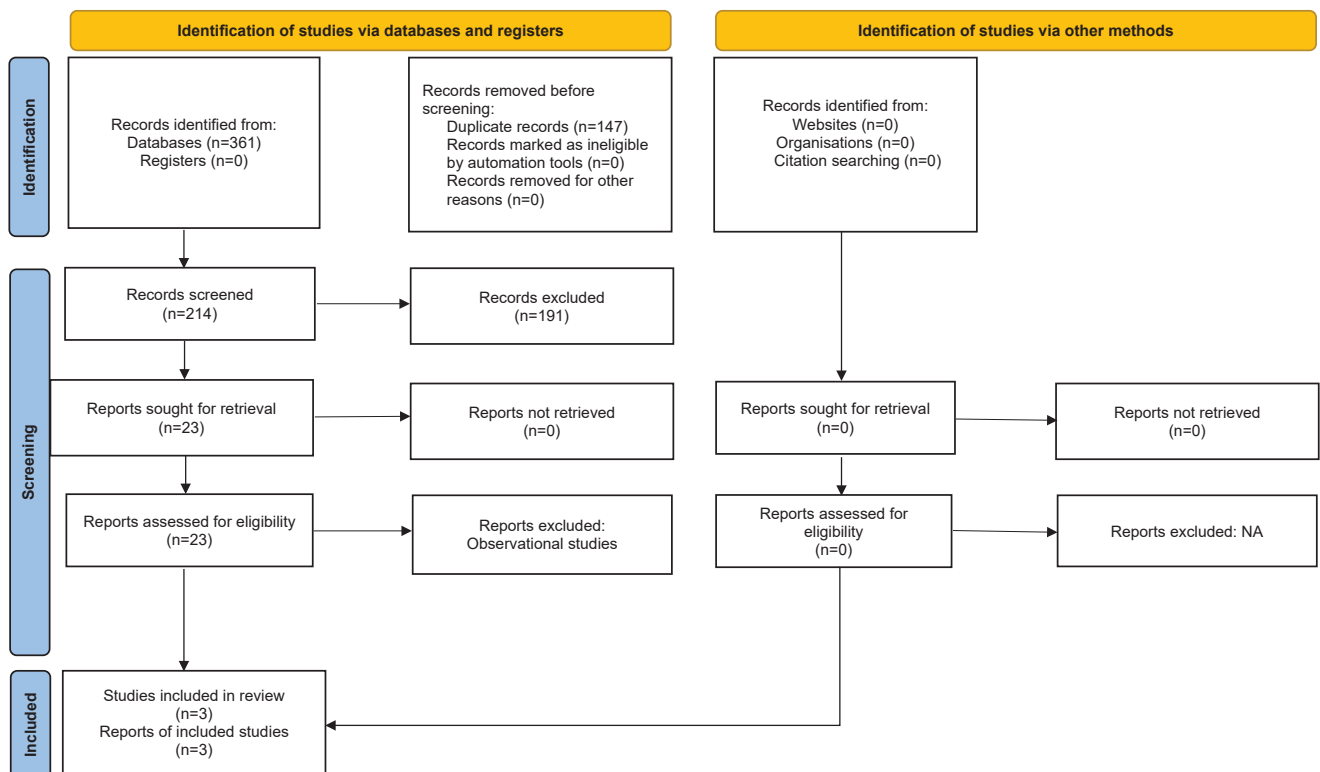 Identification of studies via databases and registers
Identification of studies via other methods
Identification
Records identified from:
Databases (n=361)
Registers (n=0)
Records removed before
screening:
Duplicate records (n=147)
Records marked as ineligible
by automation tools (n=0)
Records removed for other
reasons (n=0)
Records identified from:
Websites (n=0)
Organisations (n=0)
Citation searching (n=0)
Screening
Records screened
(n=214)
Records excluded
(n=191)
Reports sought for retrieval
(n=23)
Reports not retrieved
(n=0)
Reports sought for retrieval
(n=0)
Reports not retrieved
(n=0)
Reports assessed for eligibility
(n=23)
Reports excluded:
Observational studies
Reports assessed for
eligibility
(n=0)
Reports excluded: NA
Included
Studies included in review
(n=3)
Reports of included studies
(n=3)